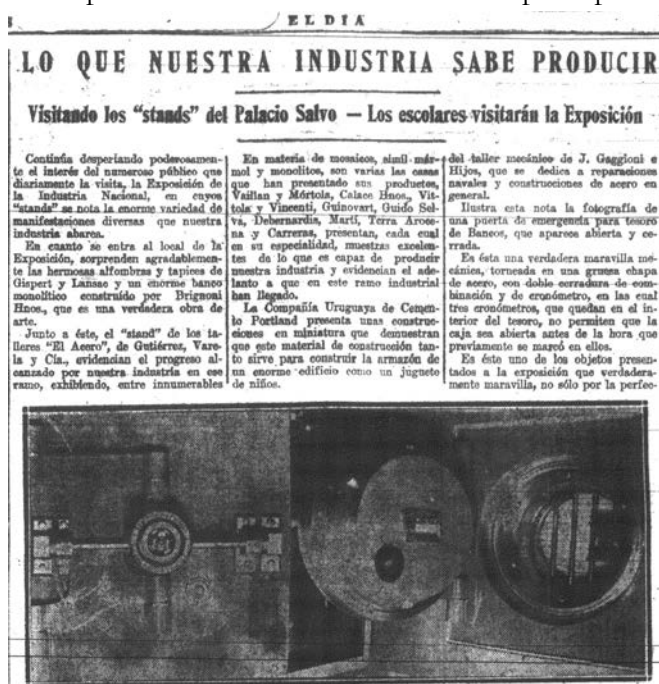 EL DIA
LO QUE NUESTRA INDUSTRIA SABE PRODUCIR
Visitando los "stands" del Palacio Salvo — Los escolares visitarán la Exposición
Continúa despertando poderosamen-
te el interés del numeroso público que
diariamente la visita, la Exposición de
la Industria Nacional, en cuyos
"stands" se nota la enorme variedad de
manifestaciones diversas que nuestra
industria abarca.
En cuanto se entra al local de la
Exposición, sorprenden agradablemen-
te las hermosas alfombras y tapices de
Gispert y Lansac y un enorme banco
monolítico construído por Brignoni
Hnos., que es una verdadera obra de
arte.
Junto a éste, el "stand" de los ta-
lleres "El Acero", de Gutiérrez, Vare-
la y Cía., evidencian el progreso al-
canzado por nuestra industria en ese
ramo, exhibiendo, entre innumerables
En materia de mosaicos, simil már-
mol y monolitos, son varias las casas
que han presentado sus productos,
Vaillan y Mórtola, Calace Hnos., Vit-
tola y Vincenti, Guinovart, Guido Sel-
va, Debernardis, Martí, Terra Aroce-
na y Carreras, presentan, cada cual
en su especialidad, muestras excelen-
tes de lo que es capaz de producir
nuestra industria y evidencian el ade-
lanto a que en este ramo industrial
han llegado.
La Compañía Uruguaya de Cemen-
to Portland presenta unas construc-
ciones en miniatura que demuestran
que este material de construcción tan-
to sirve para construir la armazón de
un enorme edificio como un juguete
de niños.
del taller mecánico de J. Gaggioni e
Hijos, que se dedica a reparaciones
navales y construcciones de acero en
general.
Ilustra esta nota la fotografía de
una puerta de emergencia para tesoro
de Bancos, que aparece abierta y ce-
rrada.
Es ésta una verdadera maravilla me-
cánica, torneada en una gruesa chapa
de acero, con doble cerradura de com-
binación y de cronómetro, en las cual
tres cronómetros, que quedan en el in-
terior del tesoro, no permiten que la
caja sea abierta antes de la hora que
previamente se marcó en ellos.
Es éste uno de los objetos presen-
tados a la exposición que verdadera-
mente maravilla, no sólo por la perfec-